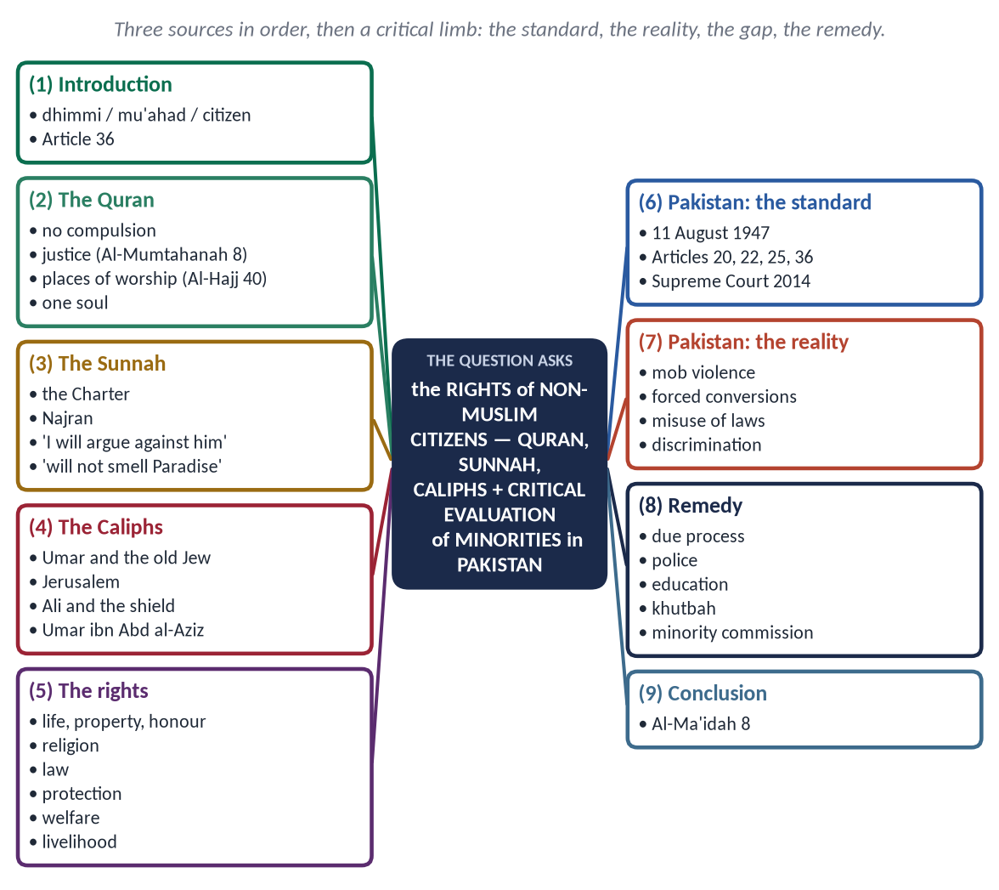 Three sources in order, then a critical limb: the standard, the reality, the gap, the remedy.
(1) Introduction
• dhimmi / mu'ahad / citizen
• Article 36
(2) The Quran
• no compulsion
• justice (Al-Mumtahanah 8)
• places of worship (Al-Hajj 40)
• one soul
(3) The Sunnah
• the Charter
• Najran
• 'I will argue against him'
• 'will not smell Paradise'
(4) The Caliphs
• Umar and the old Jew
• Jerusalem
• Ali and the shield
• Umar ibn Abd al-Aziz
(5) The rights
• life, property, honour
• religion
• law
• protection
• welfare
• livelihood
THE QUESTION ASKS
the RIGHTS of NON-
MUSLIM
CITIZENS — QURAN,
SUNNAH,
CALIPHS + CRITICAL
EVALUATION
of MINORITIES in
PAKISTAN
(6) Pakistan: the standard
• 11 August 1947
• Articles 20, 22, 25, 36
• Supreme Court 2014
(7) Pakistan: the reality
• mob violence
• forced conversions
• misuse of laws
• discrimination
(8) Remedy
• due process
• police
• education
• khutbah
• minority commission
(9) Conclusion
• Al-Ma'idah 8